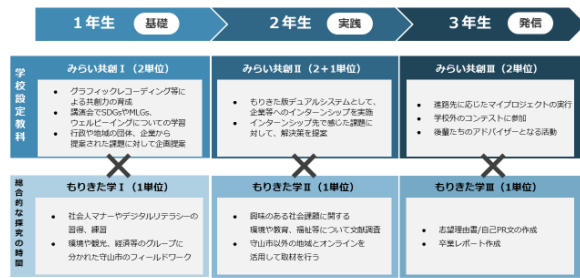 1年生 基礎
2年生 実践
3年生 発信
学校設定教科
みらい共創Ⅰ（2単位）
• グラフィックレコーディング等に
よる共創力の育成
• 講演会でSDGsやMLGs、
ウェルビーイングについての学習
• 行政や地域の団体、企業から
提案された課題に対して企画提案
みらい共創Ⅱ（2+1単位）
• もりきた版デュアルシステムとして、
企業等へのインターンシップを実施
• インターンシップ先で感じた課題に
対して、解決策を提案
みらい共創Ⅲ（2単位）
• 進路先に応じたマイプロジェクトの実行
• 学校外のコンテストに参加
• 後輩たちのアドバイザーとなる活動
総合的な探究の時間
もりきた学Ⅰ（1単位）
• 社会人マナーやデジタルリテラシーの
習得、練習
• 環境や観光、経済等のグループに
分かれた守山市のフィールドワーク
もりきた学Ⅱ（1単位）
• 興味のある社会課題に関する
環境や教育、福祉等について文献調査
• 守山市以外の地域とオンラインを
活用して取材を行う
もりきた学Ⅲ（1単位）
• 志望理由書/自己PR文の作成
• 卒業レポート作成